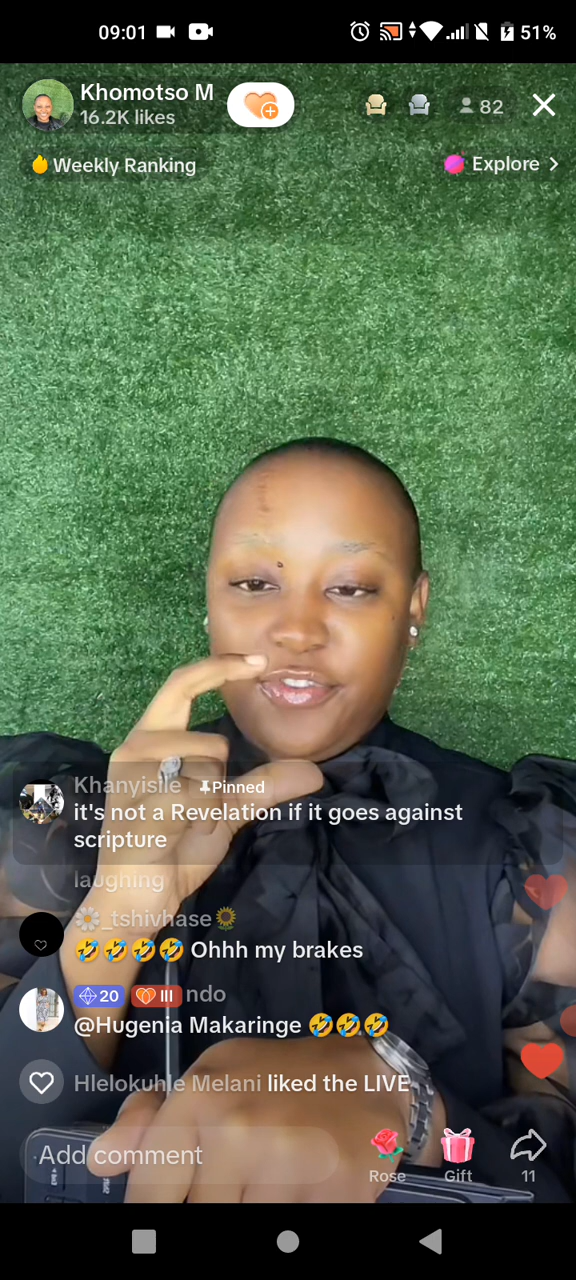 09:01
51%
Khomotso M
16.2K likes
82
Weekly Ranking
Explore
Khanyisile Pinned
it's not a Revelation if it goes against
scripture
laughing
_tshivhase
Ohhh my brakes
20 III ndo
@Hugenia Makaringe
Hlelokuhle Melani liked the LIVE
Add comment
Rose
Gift
11